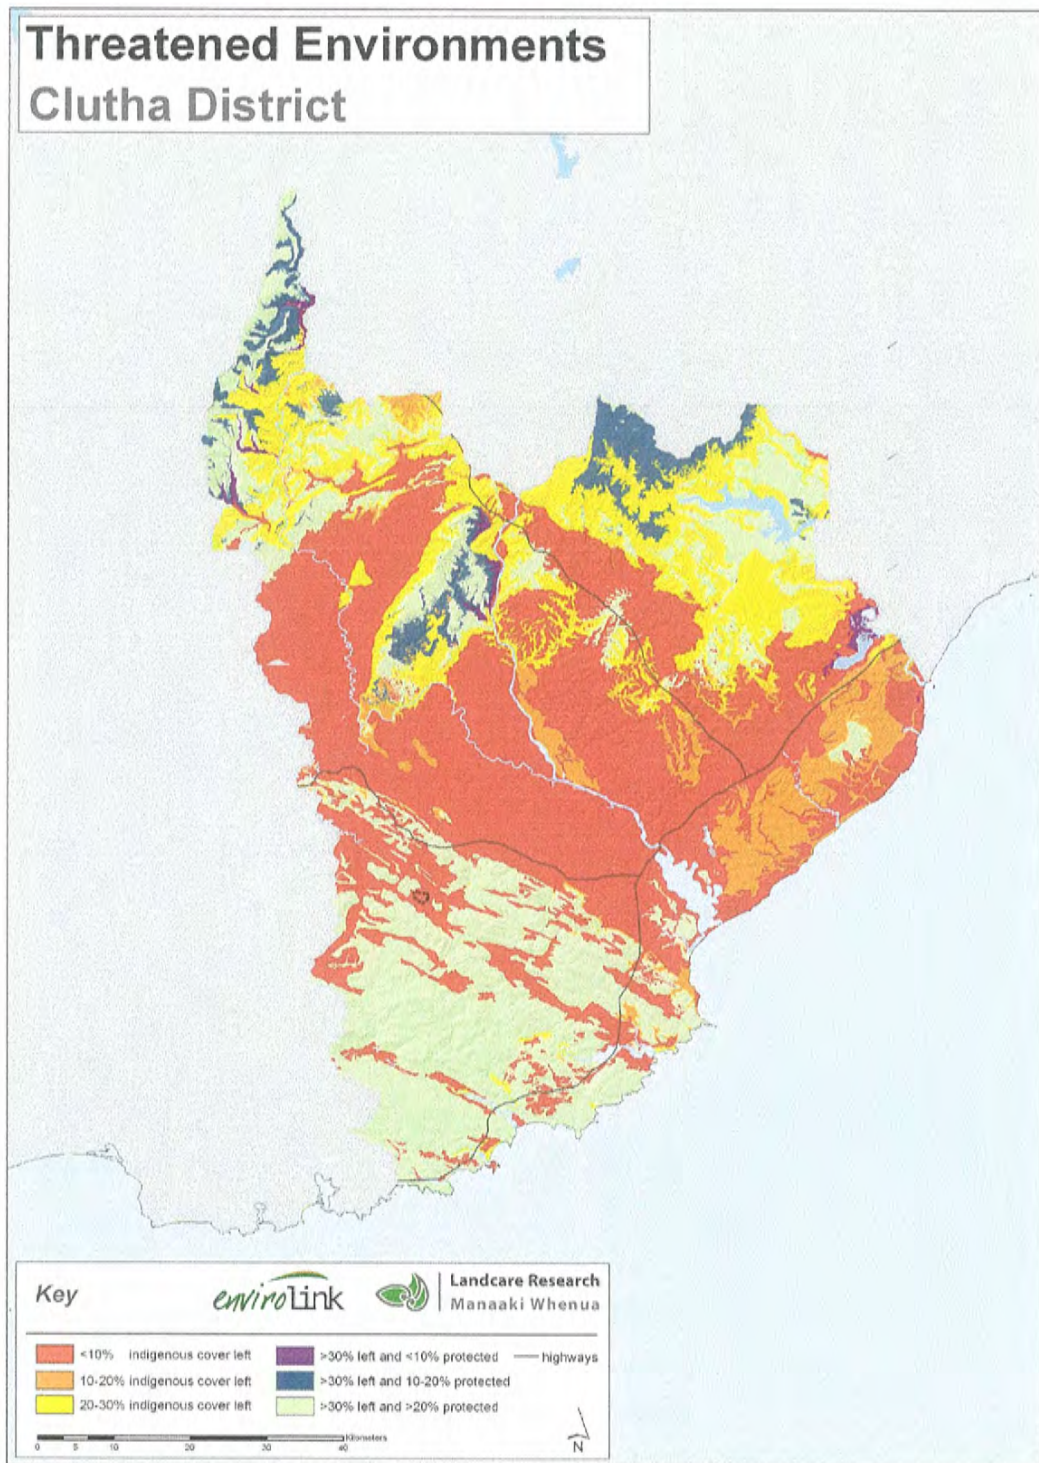 Threatened Environments
Clutha District
Key
envirolink
Landcare Research
Manaaki Whenua
<10% indigenous cover left
>30% left and <10% protected
highways
10-20% indigenous cover left
>30% left and 10-20% protected
20-30% indigenous cover left
>30% left and >20% protected
Kilometers
0 5 10 20 30 40
N